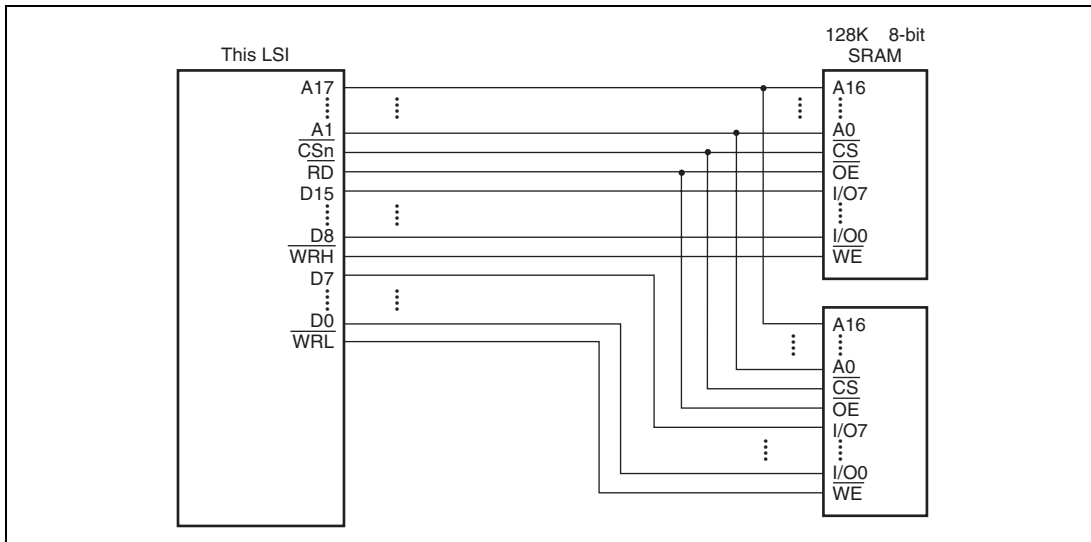 This LSI
A17
A1
CSn
RD
D15
D8
WRH
D7
D0
WRL
128K 8-bit
SRAM
A16
A0
CS
OE
I/O7
I/O0
WE
A16
A0
CS
OE
I/O7
I/O0
WE